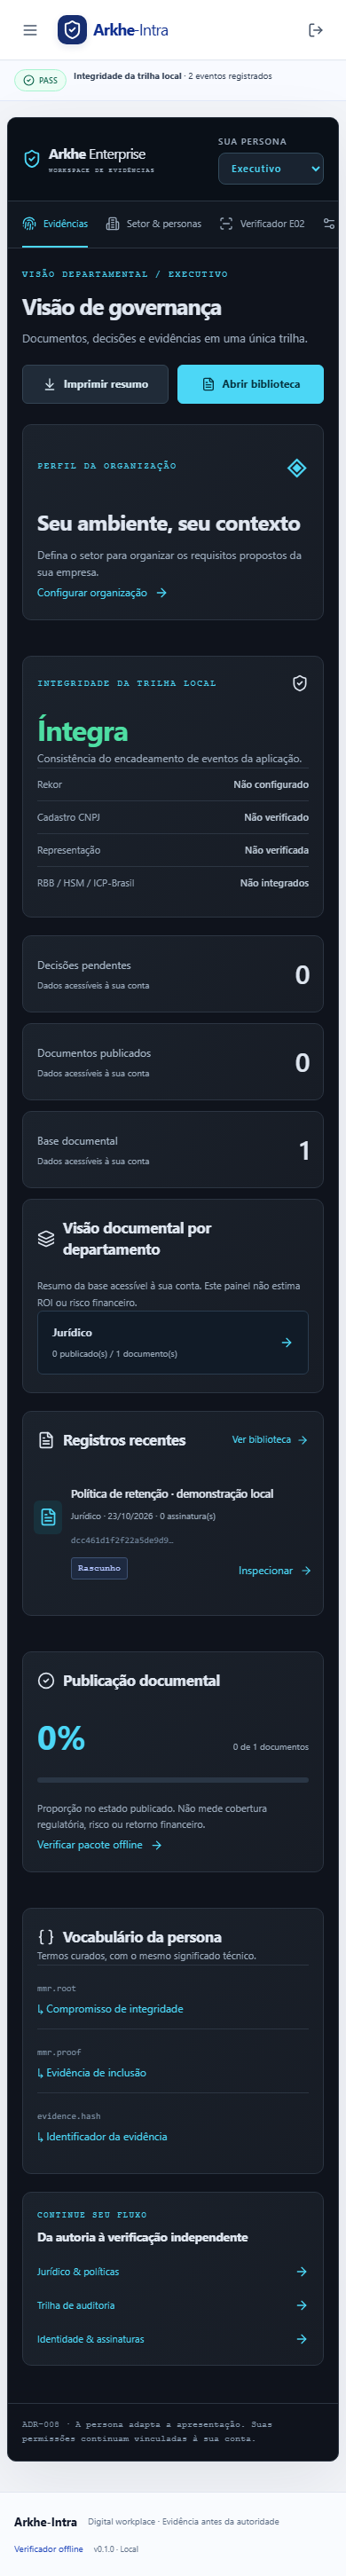 Arkhe-Intra
PASS
Integridade da trilha local · 2 eventos registrados
Arkhe Enterprise
WORKSPACE DE EVIDÊNCIAS
SUA PERSONA
Executivo
Evidências
Setor & personas
Verificador E02
VISÃO DEPARTAMENTAL / EXECUTIVO
Visão de governança
Documentos, decisões e evidências em uma única trilha.
Imprimir resumo
Abrir biblioteca
PERFIL DA ORGANIZAÇÃO
Seu ambiente, seu contexto
Defina o setor para organizar os requisitos propostos da
sua empresa.
Configurar organização
INTEGRIDADE DA TRILHA LOCAL
Íntegra
Consistência do encadeamento de eventos da aplicação.
Rekor
Não configurado
Cadastro CNPJ
Não verificado
Representação
Não verificada
RBB / HSM / ICP-Brasil
Não integrados
Decisões pendentes
Dados acessíveis à sua conta
0
Documentos publicados
Dados acessíveis à sua conta
0
Base documental
Dados acessíveis à sua conta
1
Visão documental por
departamento
Resumo da base acessível à sua conta. Este painel não estima
ROI ou risco financeiro.
Jurídico
0 publicado(s) / 1 documento(s)
Registros recentes
Ver biblioteca
Política de retenção · demonstração local
Jurídico · 23/10/2026 · 0 assinatura(s)
dcc461d1f2f22a5de9d9…
Rascunho
Inspecionar
Publicação documental
0%
0 de 1 documentos
Proporção no estado publicado. Não mede cobertura
regulatória, risco ou retorno financeiro.
Verificar pacote offline
Vocabulário da persona
Termos curados, com o mesmo significado técnico.
mmr.root
↳ Compromisso de integridade
mmr.proof
↳ Evidência de inclusão
evidence.hash
↳ Identificador da evidência
CONTINUE SEU FLUXO
Da autoria à verificação independente
Jurídico & políticas
Trilha de auditoria
Identidade & assinaturas
ADR-008 · A persona adapta a apresentação. Suas
permissões continuam vinculadas à sua conta.
Arkhe-Intra
Digital workplace · Evidência antes da autoridade
Verificador offline
v0.1.0 · Local